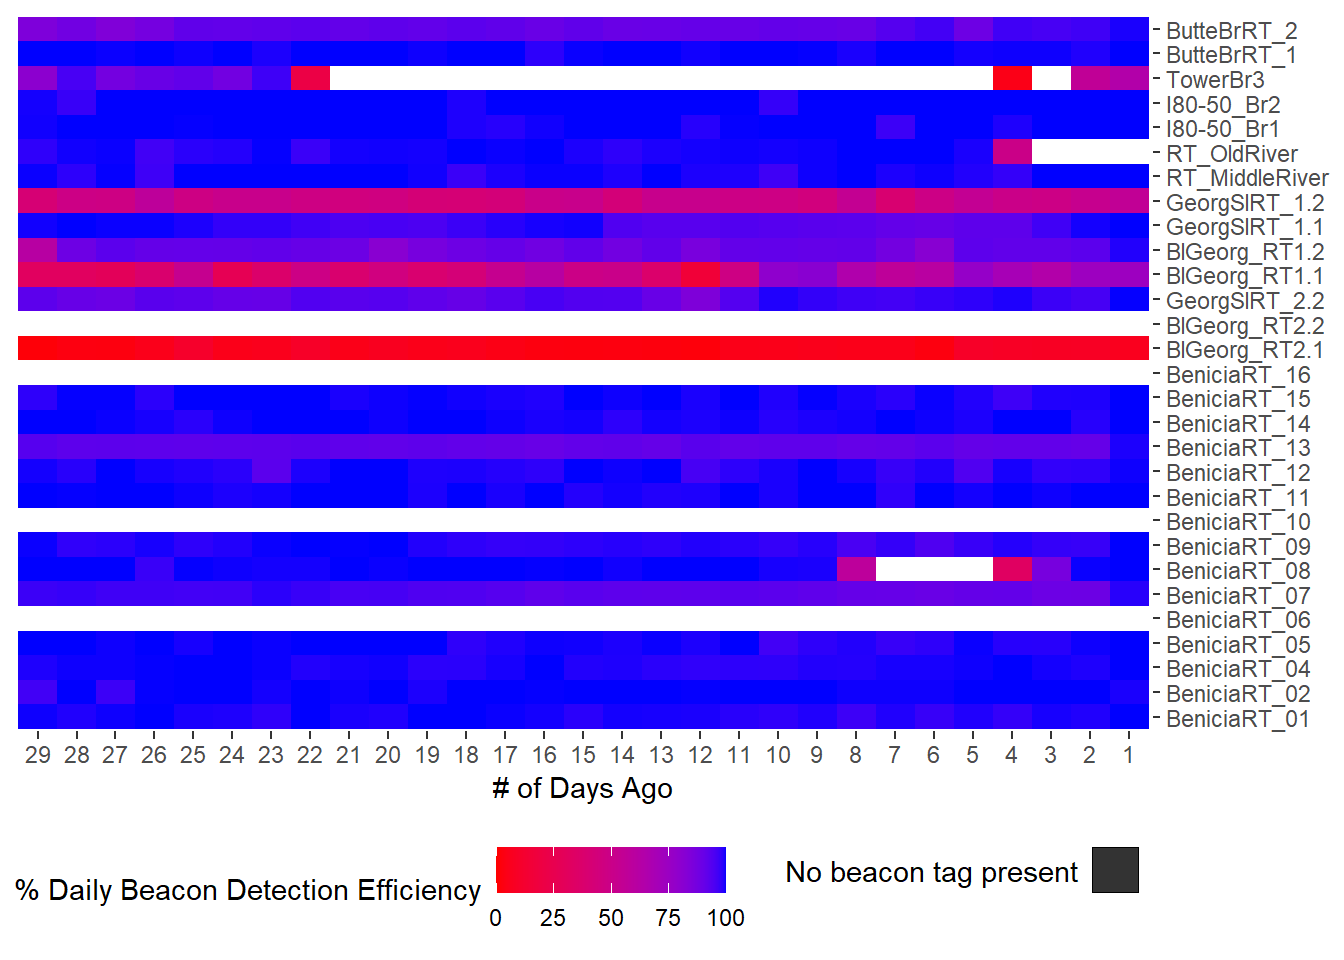 ButteBrRT_2
ButteBrRT_1
TowerBr3
I80-50_Br2
I80-50_Br1
RT_OldRiver
RT_MiddleRiver
GeorgSlRT_1.2
GeorgSlRT_1.1
BlGeorg_RT1.2
BlGeorg_RT1.1
GeorgSlRT_2.2
BlGeorg_RT2.2
BlGeorg_RT2.1
BeniciaRT_16
BeniciaRT_15
BeniciaRT_14
BeniciaRT_13
BeniciaRT_12
BeniciaRT_11
BeniciaRT_10
BeniciaRT_09
BeniciaRT_08
BeniciaRT_07
BeniciaRT_06
BeniciaRT_05
BeniciaRT_04
BeniciaRT_02
BeniciaRT_01
29 28 27 26 25 24 23 22 21 20 19 18 17 16 15 14 13 12 11 10 9 8 7 6 5 4 3 2 1
# of Days Ago
% Daily Beacon Detection Efficiency
0 25 50 75 100
No beacon tag present